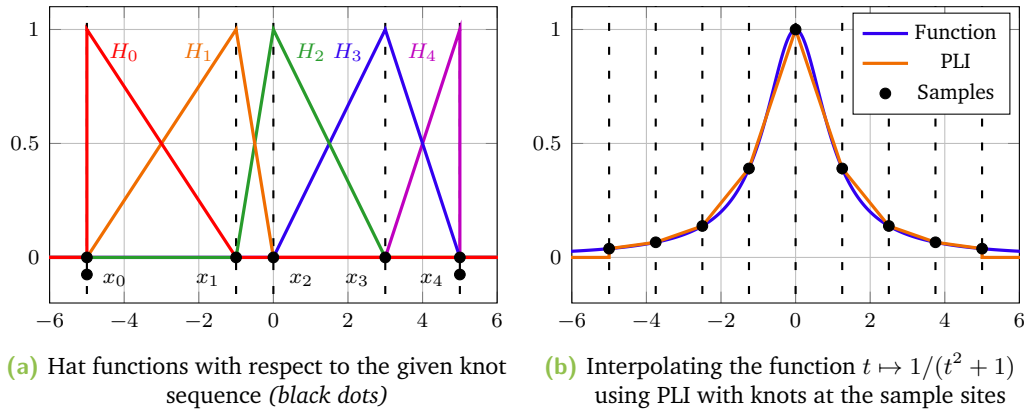 1
0.5
0
H₀
H₁
H₂
H₃
H₄
x₀
x₁
x₂
x₃
x₄
−6 −4 −2 0 2 4 6
(a) Hat functions with respect to the given knot
sequence (black dots)
1
0.5
0
Function
PLI
Samples
−6 −4 −2 0 2 4 6
(b) Interpolating the function t ↦ 1/(t² + 1)
using PLI with knots at the sample sites